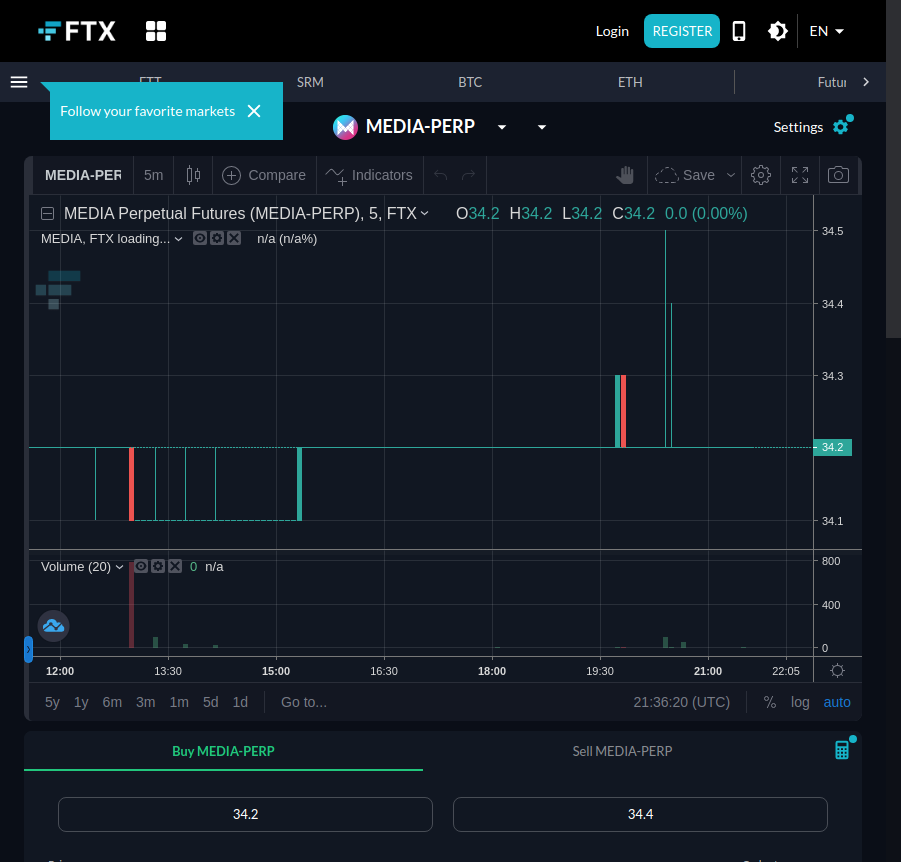 FTX
Login
REGISTER
EN
FTT
SRM
BTC
ETH
Futur
Follow your favorite markets
MEDIA-PERP
Settings
MEDIA-PER
5m
Compare
Indicators
Save
MEDIA Perpetual Futures (MEDIA-PERP), 5, FTX
O34.2 H34.2 L34.2 C34.2 0.0 (0.00%)
MEDIA, FTX loading...
n/a (n/a%)
34.5
34.4
34.3
34.2
34.1
Volume (20)
0 n/a
800
400
0
12:00 13:30 15:00 16:30 18:00 19:30 21:00 22:05
5y 1y 6m 3m 1m 5d 1d Go to...
21:36:20 (UTC) % log auto
Buy MEDIA-PERP
Sell MEDIA-PERP
34.2
34.4